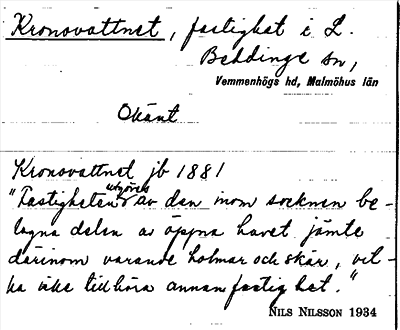 Kronovattnet, fastighet i L.
Beddinge sn,
Vemmenhögs hd, Malmöhus län
Okänt
Kronovattnet jb 1881
"Fastigheten utgöres av den inom socknen be-
lägna delen av öppna havet jämte
därinom varande holmar och skär, vil-
ka icke tillhöra annan fastighet."
NILS NILSSON 1934